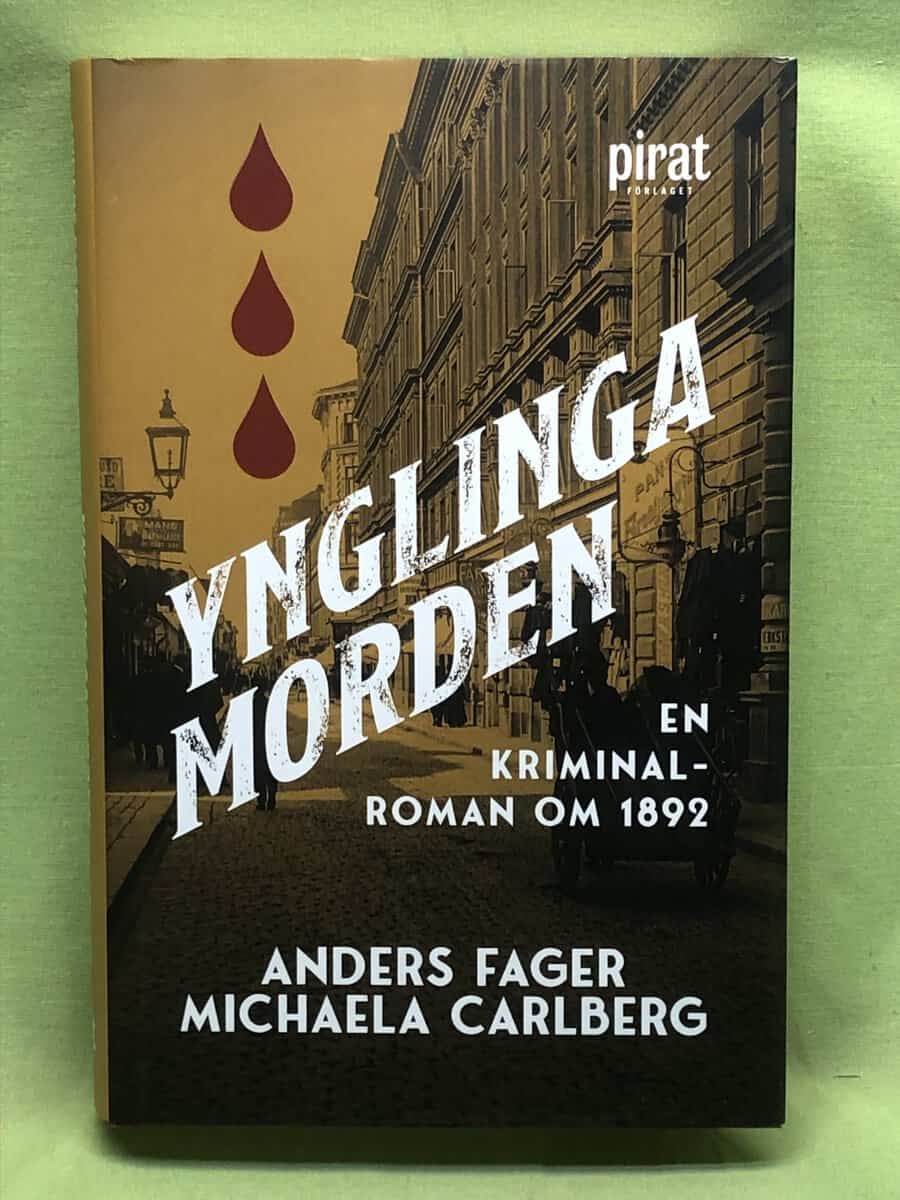 pirat
FÖRLAGET
YNGLINGA
MORDEN
EN
KRIMINAL-
ROMAN OM 1892
ANDERS FAGER
MICHAELA CARLBERG